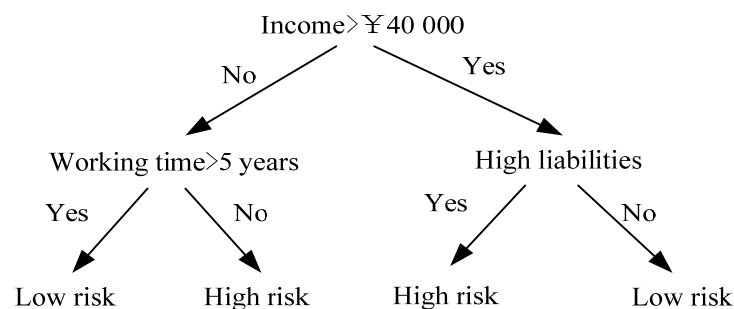 Income>￥40 000
No
Yes
Working time>5 years
High liabilities
Yes
No
Yes
No
Low risk
High risk
High risk
Low risk